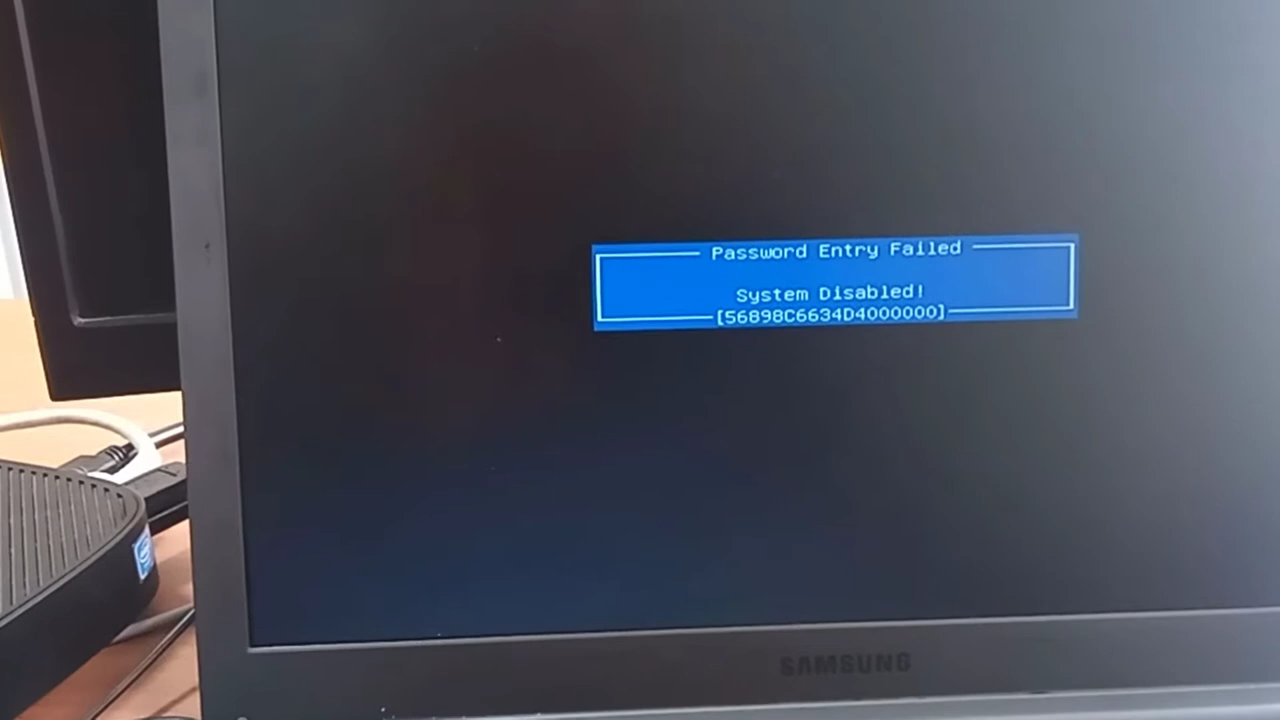 Password Entry Failed
System Disabled!
[56898C6634D4000000]
SAMSUNG